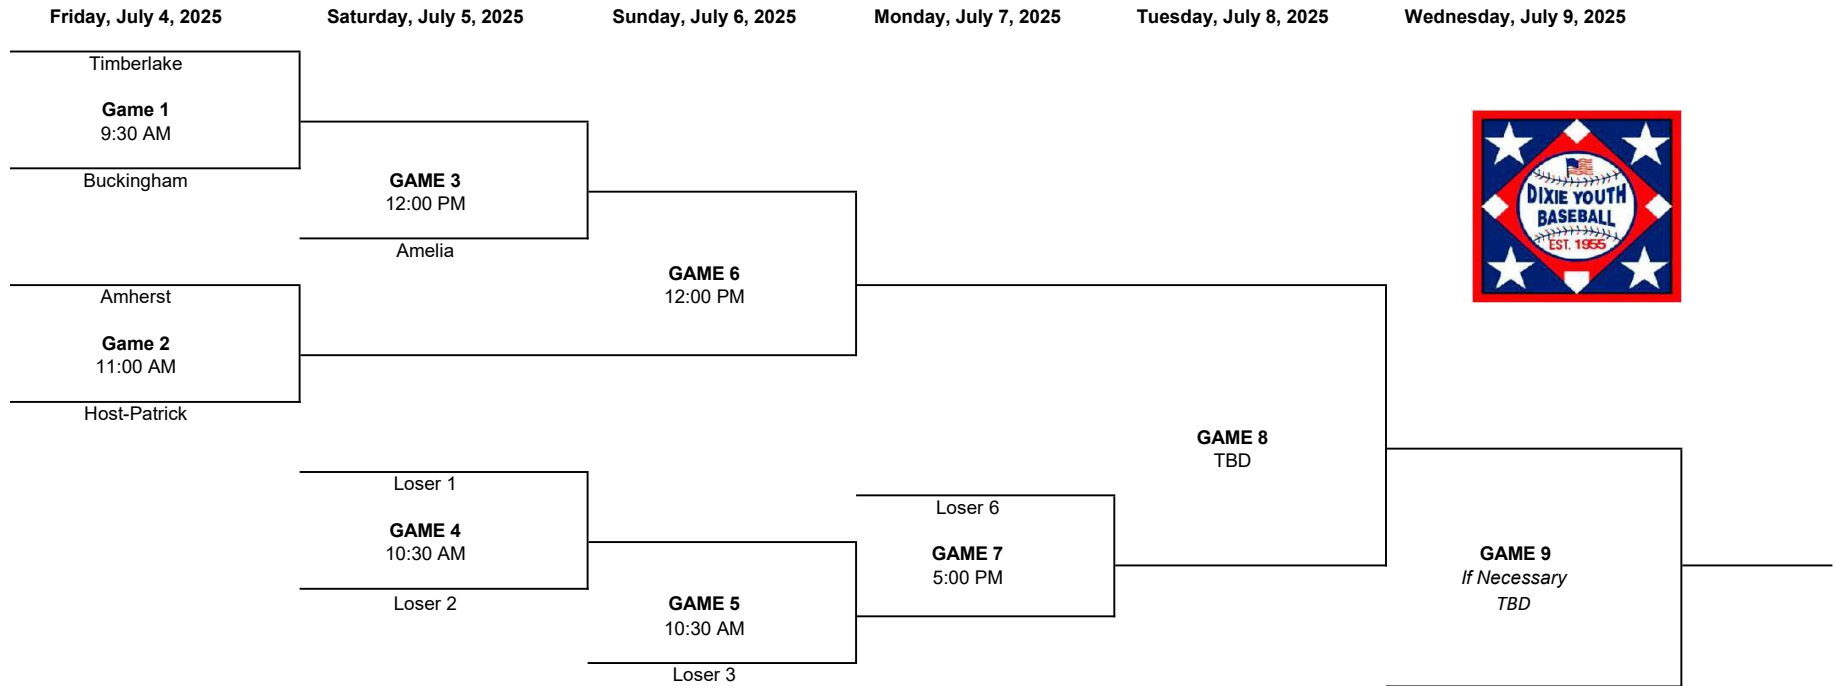 Friday, July 4, 2025
Saturday, July 5, 2025
Sunday, July 6, 2025
Monday, July 7, 2025
Tuesday, July 8, 2025
Wednesday, July 9, 2025
Timberlake
Game 1
9:30 AM
Buckingham
GAME 3
12:00 PM
Amelia
GAME 6
12:00 PM
Amherst
Game 2
11:00 AM
Host-Patrick
DIXIE YOUTH
BASEBALL
EST. 1955
GAME 8
TBD
Loser 1
GAME 4
10:30 AM
Loser 2
Loser 6
GAME 7
5:00 PM
GAME 5
10:30 AM
Loser 3
GAME 9
If Necessary
TBD